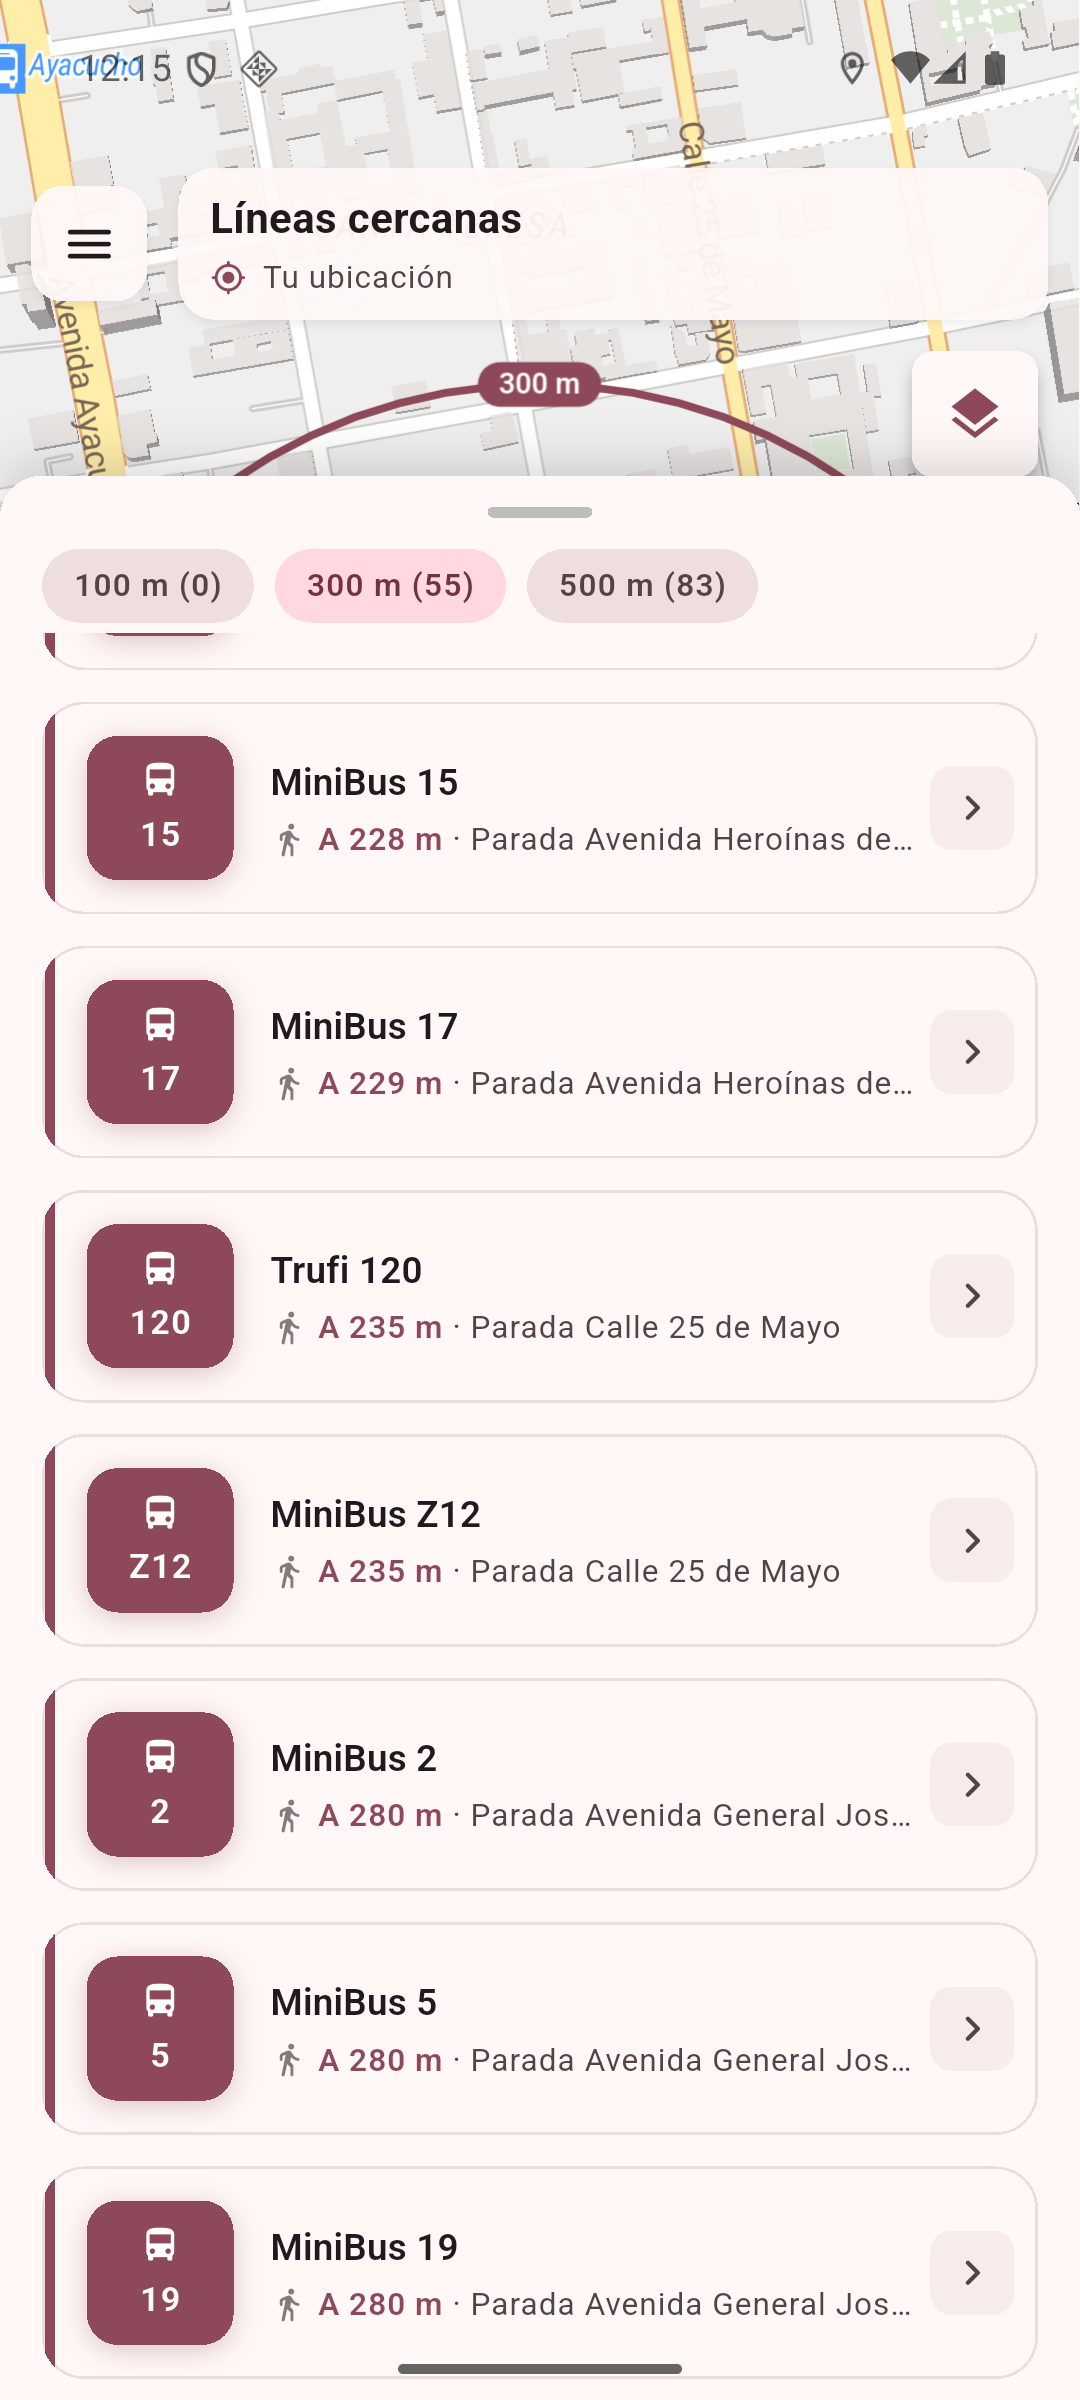 Ayacucho
12:15
Líneas cercanas
Tu ubicación
Calle 25 de Mayo
300 m
100 m (0)
300 m (55)
500 m (83)
15
MiniBus 15
A 228 m · Parada Avenida Heroínas de…
17
MiniBus 17
A 229 m · Parada Avenida Heroínas de…
120
Trufi 120
A 235 m · Parada Calle 25 de Mayo
Z12
MiniBus Z12
A 235 m · Parada Calle 25 de Mayo
2
MiniBus 2
A 280 m · Parada Avenida General Jos…
5
MiniBus 5
A 280 m · Parada Avenida General Jos…
19
MiniBus 19
A 280 m · Parada Avenida General Jos…